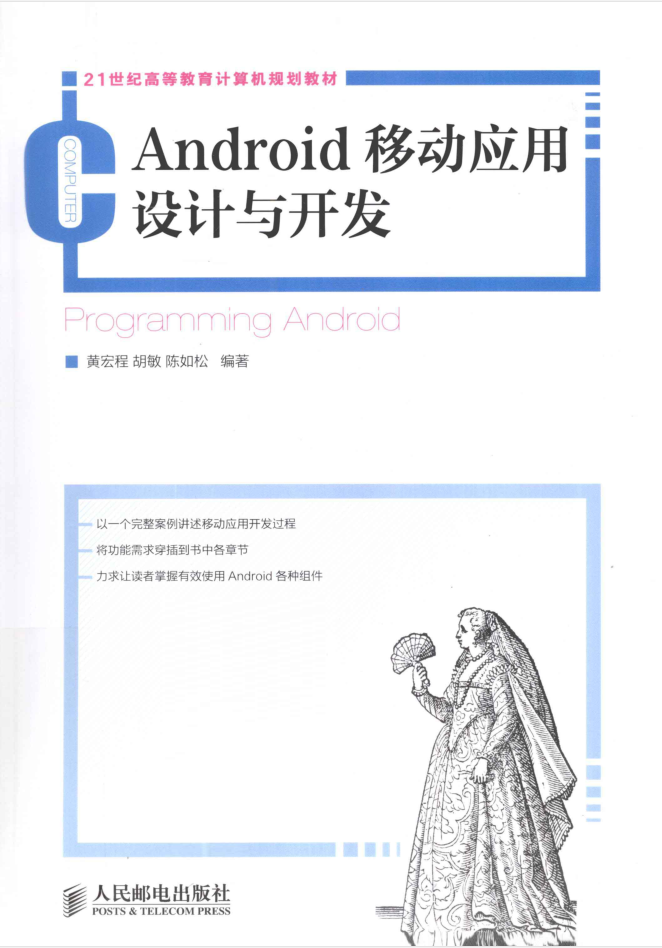 21世纪高等教育计算机规划教材
COMPUTER
Android 移动应用
设计与开发
Programming Android
黄宏程 胡敏 陈如松 编著
以一个完整案例讲述移动应用开发过程
将功能需求穿插到书中各章节
力求让读者掌握有效使用 Android 各种组件
人民邮电出版社
POSTS & TELECOM PRESS